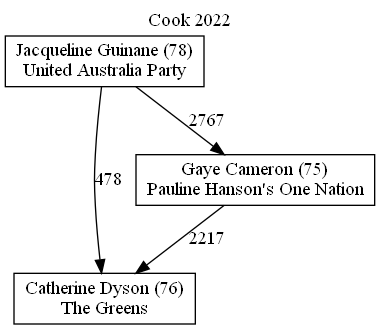 Cook 2022
Jacqueline Guinane (78)
United Australia Party
2767
Gaye Cameron (75)
Pauline Hanson's One Nation
478
2217
Catherine Dyson (76)
The Greens